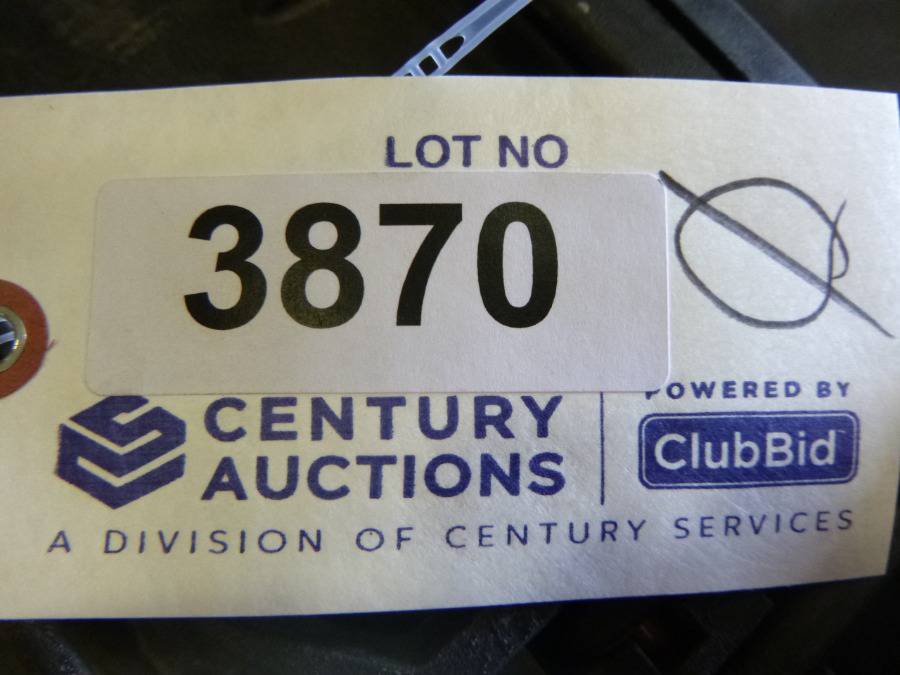 LOT NO
3870
CENTURY
AUCTIONS
POWERED BY
ClubBid
A DIVISION OF CENTURY SERVICES